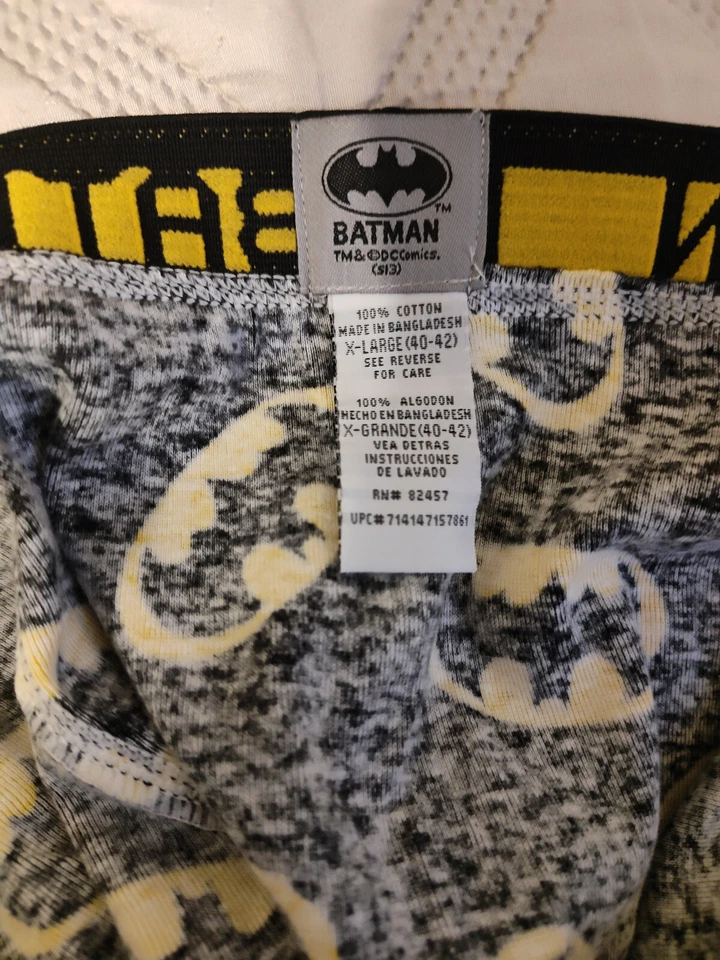 BATMAN
TM & © DC Comics.
(S13)
100% COTTON
MADE IN BANGLADESH
X-LARGE (40-42)
SEE REVERSE
FOR CARE
100% ALGODON
HECHO EN BANGLADESH
X-GRANDE (40-42)
VEA DETRAS
INSTRUCCIONES
DE LAVADO
RN# 82457
UPC# 714147157861